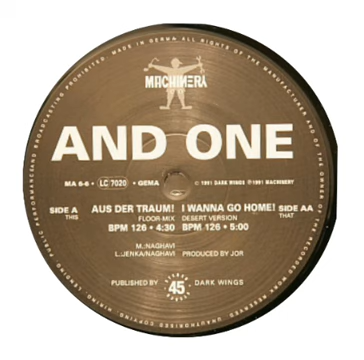 MACHINERY
AND ONE
MA 6-6 • LC 7020 • GEMA
℗ 1991 DARK WINGS ©1991 MACHINERY
SIDE A
THIS
AUS DER TRAUM!
FLOOR-MIX
BPM 126 • 4:30
I WANNA GO HOME!
DESERT VERSION
BPM 126 • 5:00
SIDE AA
THAT
M.:NAGHAVI
L.:JENKA/NAGHAVI
PRODUCED BY JOR
PUBLISHED BY
45
DARK WINGS
MADE IN GERMA ALL RIGHTS OF THE MANUFACTURER AND OF THE OWNER OF
UNAUTHORISED COPYING